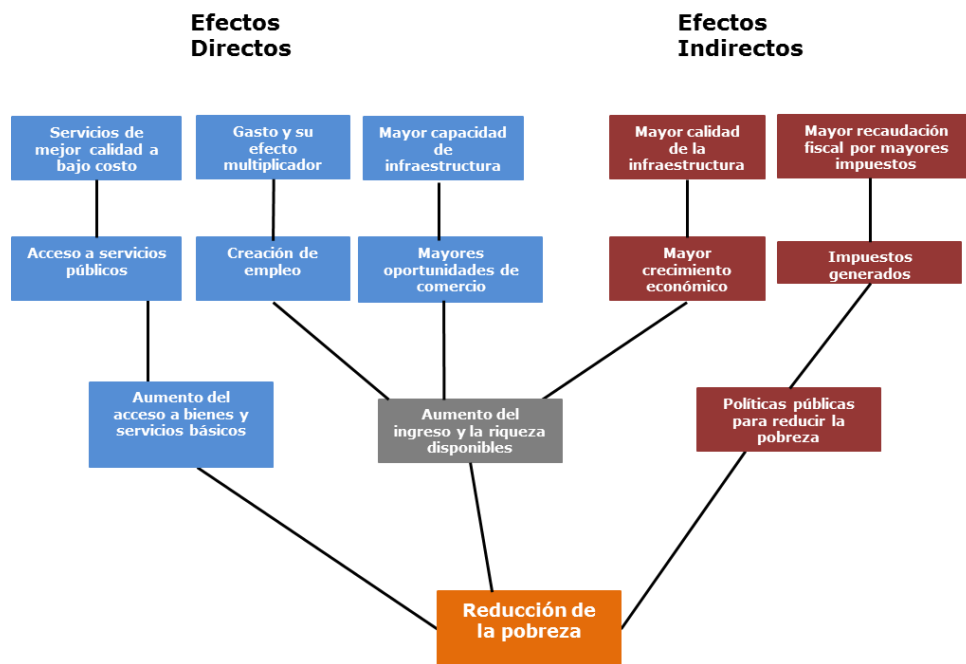 Efectos
Directos
Efectos
Indirectos
Servicios de
mejor calidad a
bajo costo
Gasto y su
efecto
multiplicador
Mayor capacidad
de
infraestructura
Mayor calidad
de la
infraestructura
Mayor recaudación
fiscal por mayores
impuestos
Acceso a servicios
públicos
Creación de
empleo
Mayores
oportunidades de
comercio
Mayor
crecimiento
económico
Impuestos
generados
Aumento del
acceso a bienes y
servicios básicos
Aumento del
ingreso y la riqueza
disponibles
Políticas públicas
para reducir la
pobreza
Reducción de
la pobreza